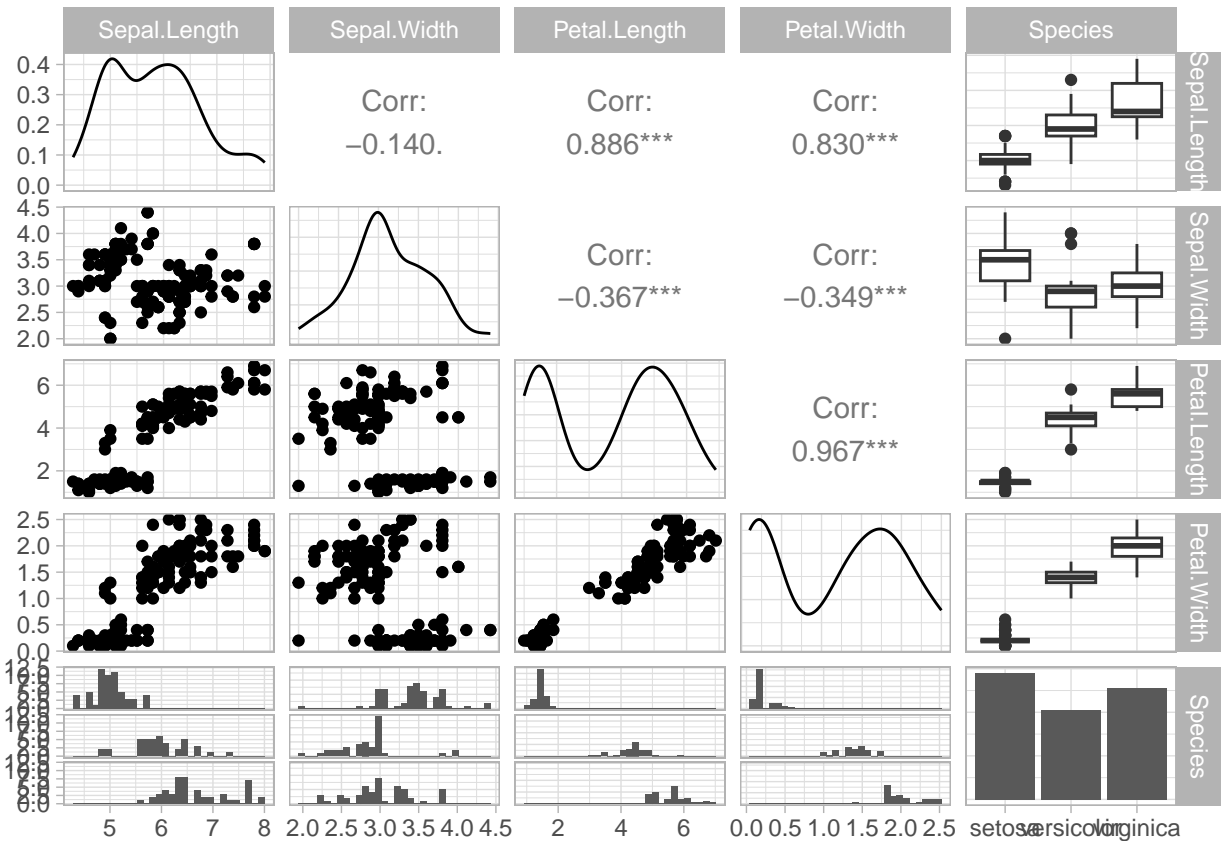 Sepal.Length Sepal.Width Petal.Length Petal.Width Species
0.4
0.3
0.2
0.1
0.0
Corr:
−0.140.
Corr:
0.886***
Corr:
0.830***
Sepal.Length
4.5
4.0
3.5
3.0
2.5
2.0
Corr:
−0.367***
Corr:
−0.349***
Sepal.Width
6
4
2
Corr:
0.967***
Petal.Length
2.5
2.0
1.5
1.0
0.5
0.0
Petal.Width
Species
5 6 7 8 2.0 2.5 3.0 3.5 4.0 4.5 2 4 6 0.0 0.5 1.0 1.5 2.0 2.5 setosa versicolor virginica